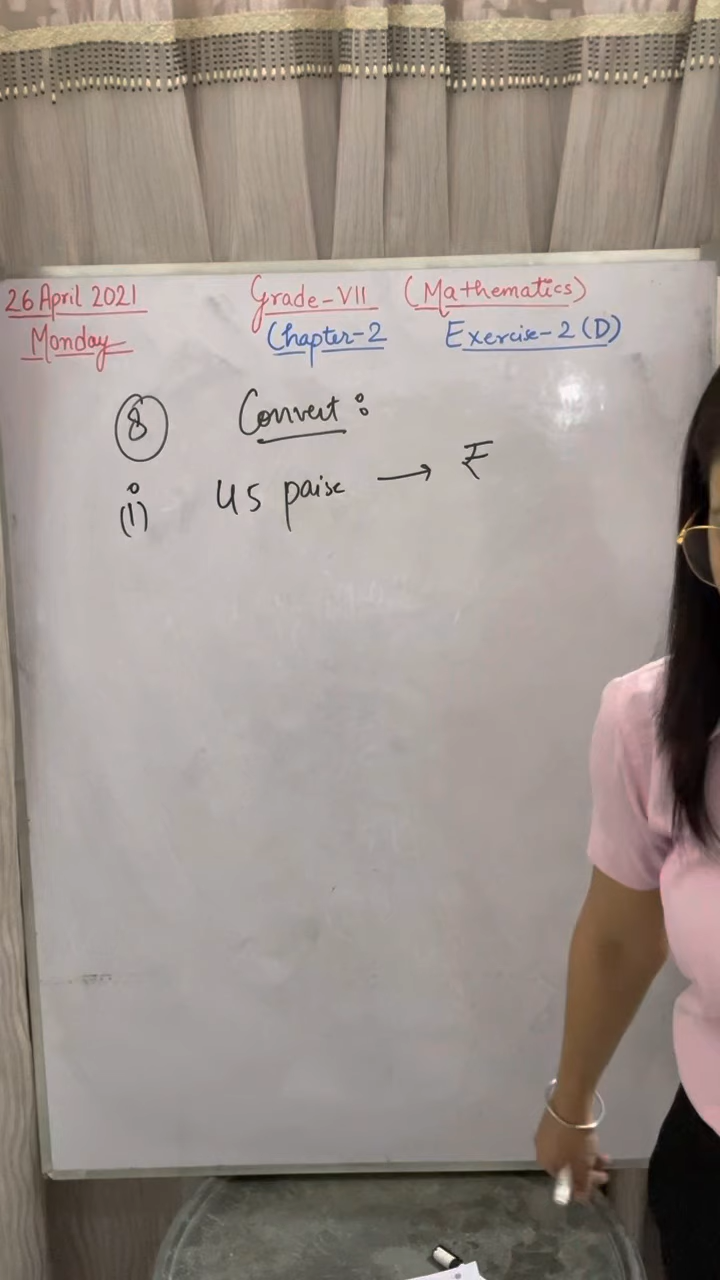 26 April 2021 Grade-VII (Mathematics)
Monday Chapter-2 Exercise-2(D)
8 Convert :
(i) 45 paise → ₹